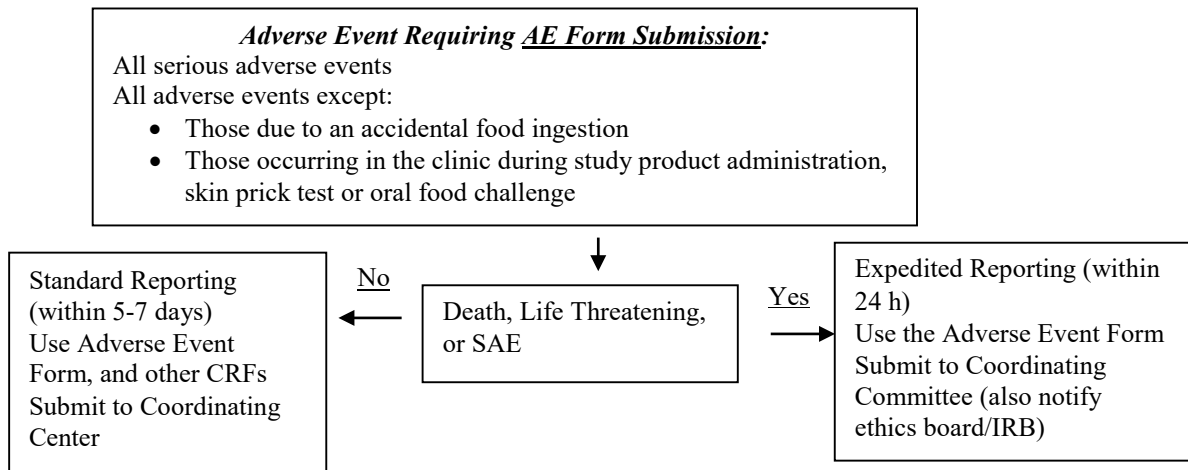 Adverse Event Requiring AE Form Submission:
All serious adverse events
All adverse events except:
• Those due to an accidental food ingestion
• Those occurring in the clinic during study product administration,
skin prick test or oral food challenge
Standard Reporting
(within 5-7 days)
Use Adverse Event
Form, and other CRFs
Submit to Coordinating
Center
No
Death, Life Threatening,
or SAE
Yes
Expedited Reporting (within
24 h)
Use the Adverse Event Form
Submit to Coordinating
Committee (also notify
ethics board/IRB)